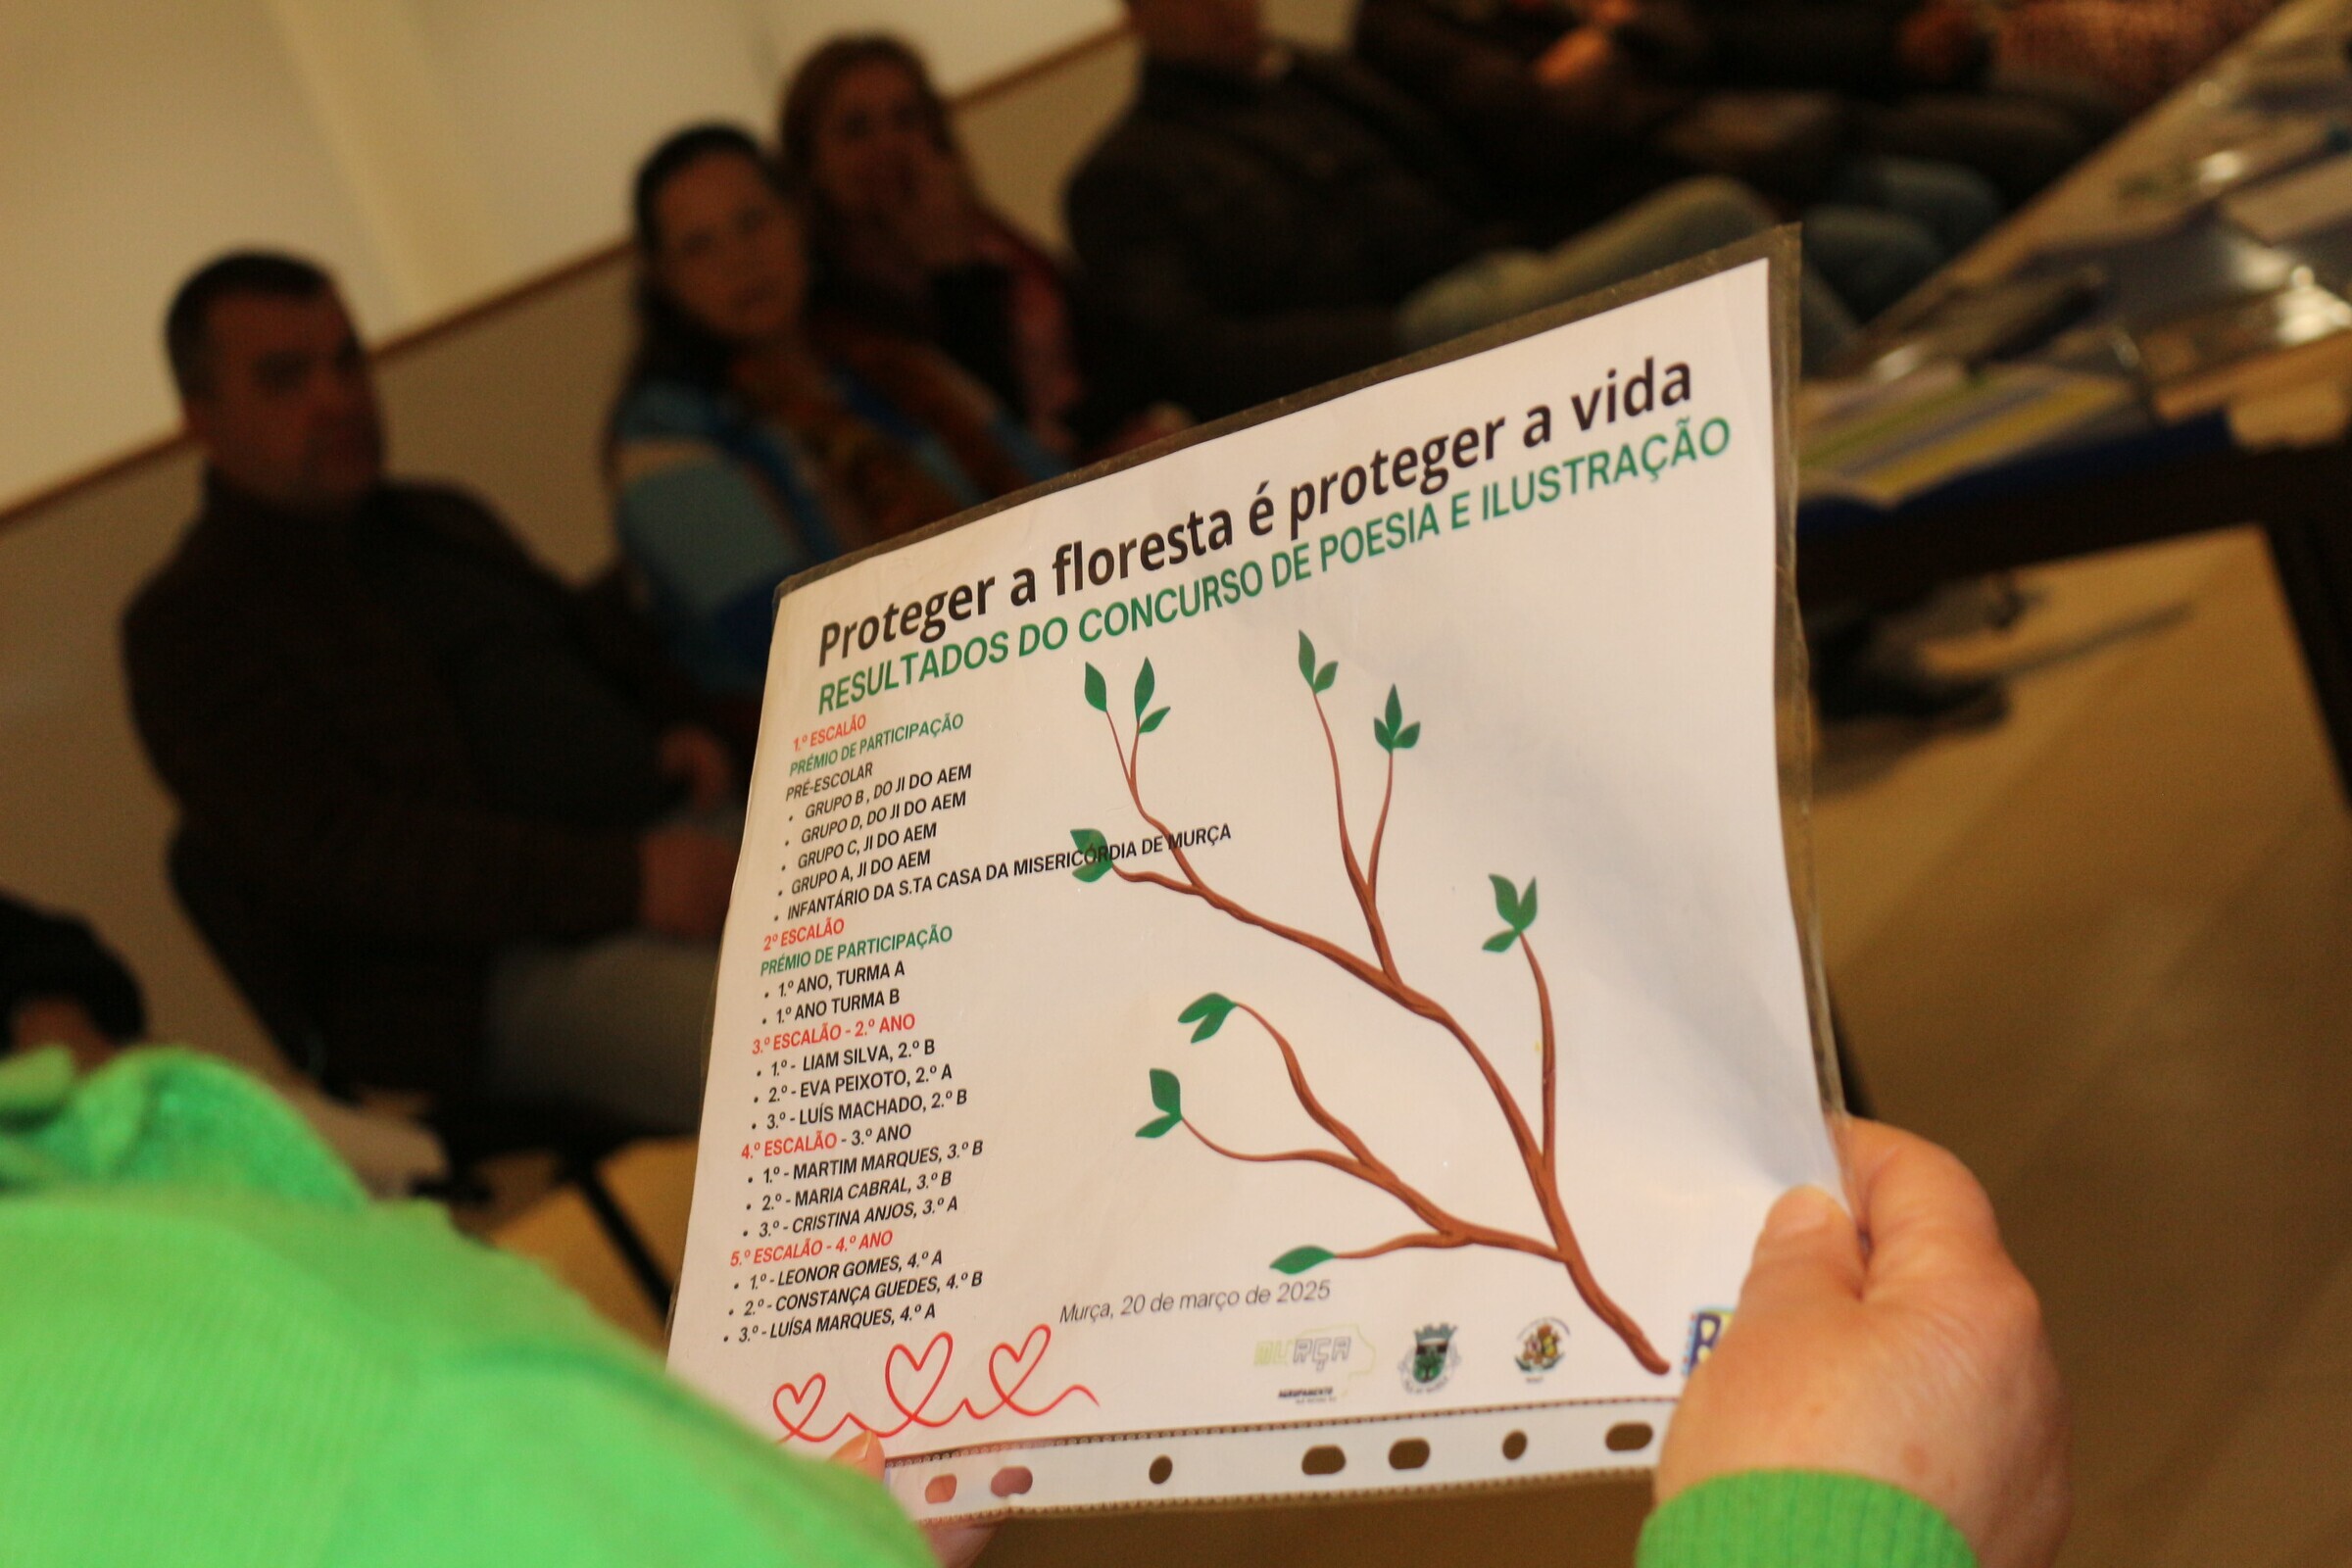 Proteger a floresta é proteger a vida
RESULTADOS DO CONCURSO DE POESIA E ILUSTRAÇÃO
1.º ESCALÃO
PRÉMIO DE PARTICIPAÇÃO
PRÉ-ESCOLAR
• GRUPO B , DO JI DO AEM
• GRUPO D, DO JI DO AEM
• GRUPO C, JI DO AEM
• GRUPO A, JI DO AEM
• INFANTÁRIO DA S.TA CASA DA MISERICÓRDIA DE MURÇA
2º ESCALÃO
PRÉMIO DE PARTICIPAÇÃO
• 1.º ANO, TURMA A
• 1.º ANO TURMA B
3.º ESCALÃO - 2.º ANO
• 1.º - LIAM SILVA, 2.º B
• 2.º - EVA PEIXOTO, 2.º A
• 3.º - LUÍS MACHADO, 2.º B
4.º ESCALÃO - 3.º ANO
• 1.º - MARTIM MARQUES, 3.º B
• 2.º - MARIA CABRAL, 3.º B
• 3.º - CRISTINA ANJOS, 3.º A
5.º ESCALÃO - 4.º ANO
• 1.º - LEONOR GOMES, 4.º A
• 2.º - CONSTANÇA GUEDES, 4.º B
• 3.º - LUÍSA MARQUES, 4.º A
Murça, 20 de março de 2025
MURÇA
AGRUPAMENTO